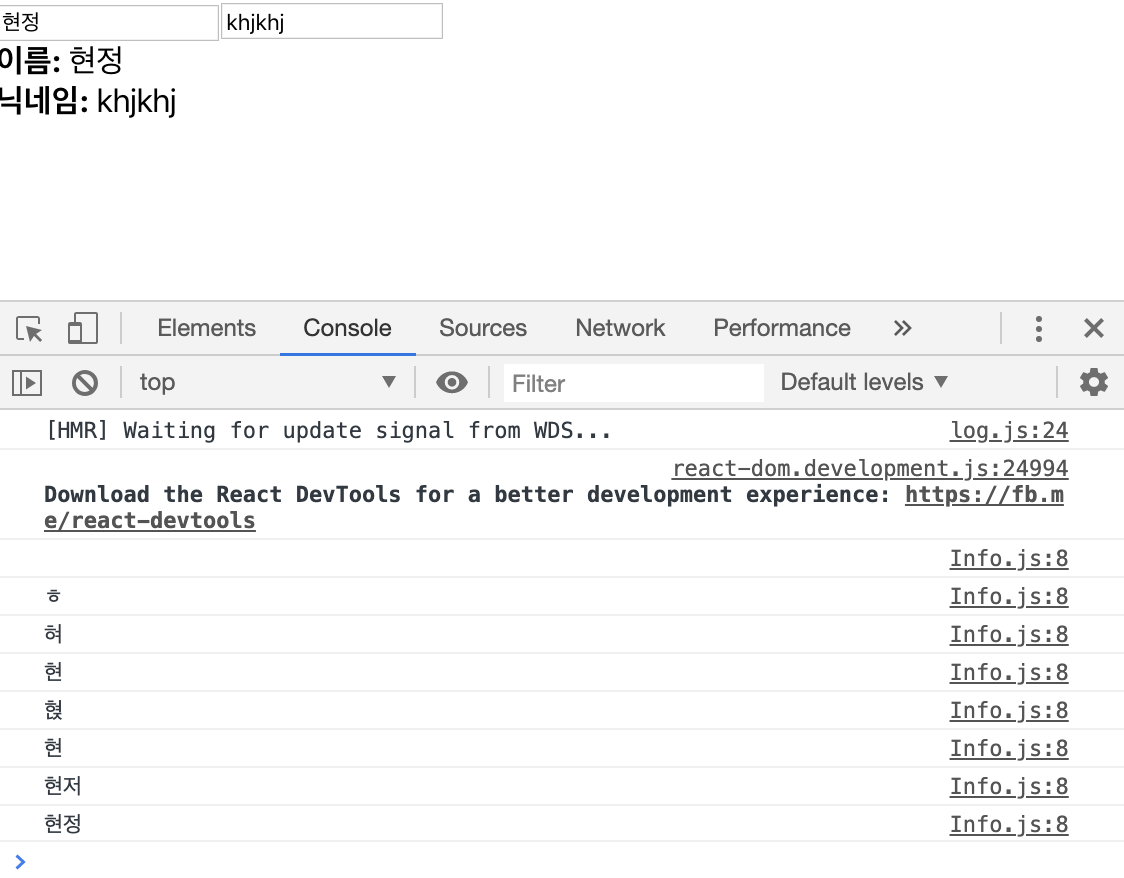 현정 khjkhj
이름: 현정
닉네임: khjkhj
Elements Console Sources Network Performance
top Filter Default levels ▼
[HMR] Waiting for update signal from WDS... log.js:24
react-dom.development.js:24994
Download the React DevTools for a better development experience: https://fb.m
e/react-devtools
Info.js:8
ㅎ Info.js:8
혀 Info.js:8
현 Info.js:8
혅 Info.js:8
현 Info.js:8
현저 Info.js:8
현정 Info.js:8